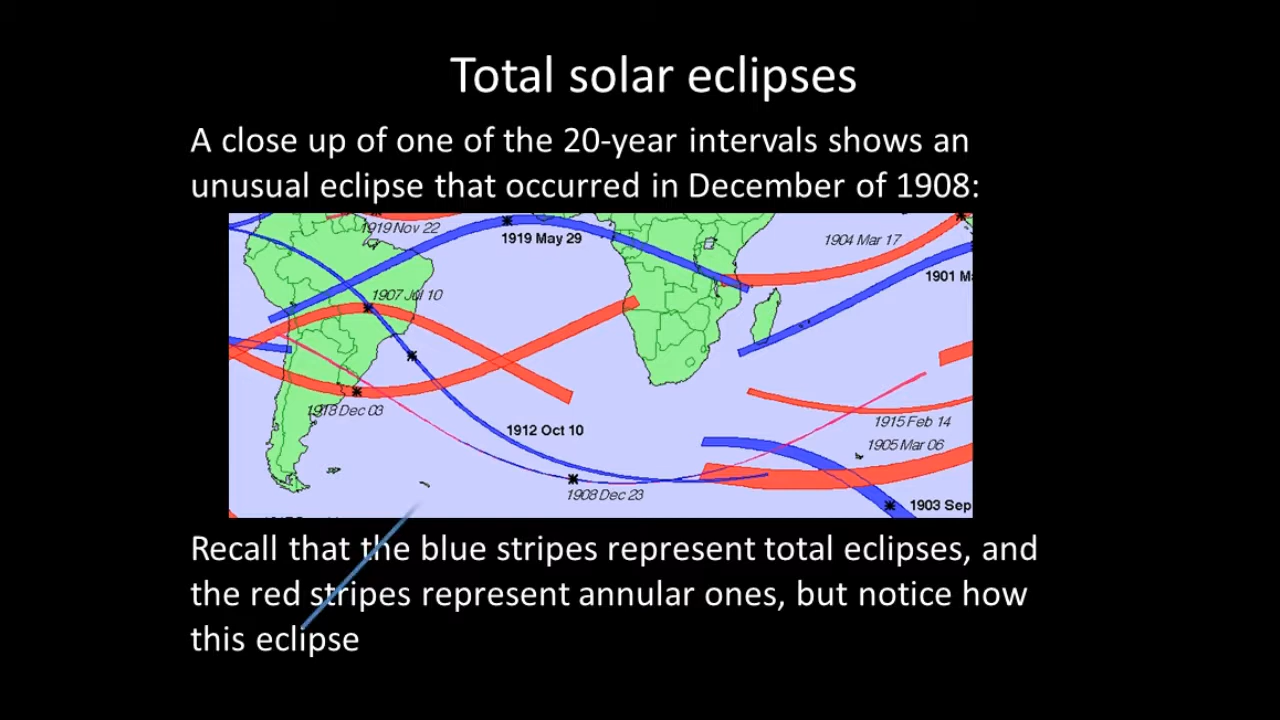 Total solar eclipses
A close up of one of the 20-year intervals shows an
unusual eclipse that occurred in December of 1908:
1919 Nov 22
1919 May 29
1904 Mar 17
1901 M
1907 Jul 10
1918 Dec 03
1912 Oct 10
1915 Feb 14
1905 Mar 06
1908 Dec 23
1903 Sep
Recall that the blue stripes represent total eclipses, and
the red stripes represent annular ones, but notice how
this eclipse